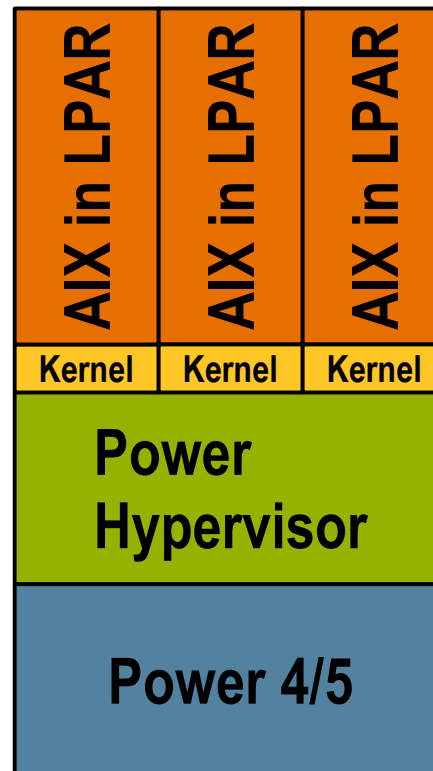 AIX in LPAR
AIX in LPAR
AIX in LPAR
Kernel
Kernel
Kernel
Power
Hypervisor
Power 4/5